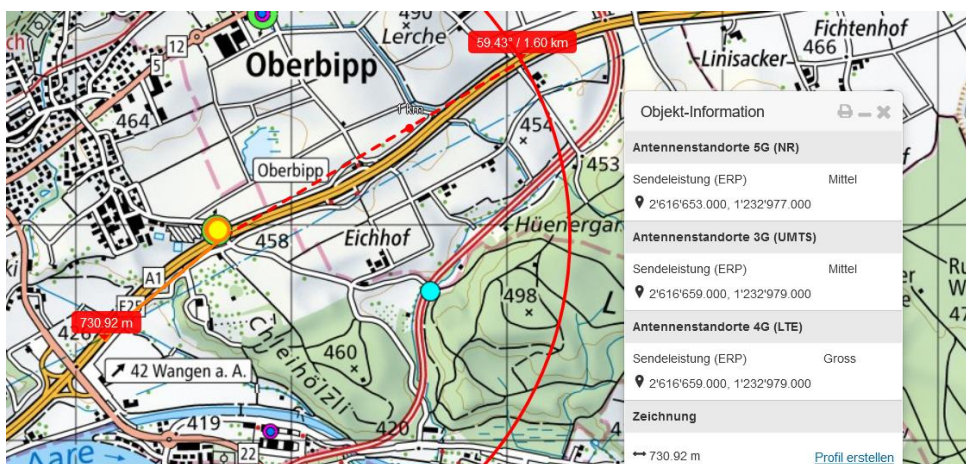 490
Lerche
59.43° / 1.60 km
Fichtenhof
466
Linisacker
12
5
Oberbipp
464
1 km
454
Objekt-Information
Antennenstandorte 5G (NR)
Sendeleistung (ERP) Mittel
2'616'653.000, 1'232'977.000
Antennenstandorte 3G (UMTS)
Sendeleistung (ERP) Mittel
2'616'659.000, 1'232'979.000
Antennenstandorte 4G (LTE)
Sendeleistung (ERP) Gross
2'616'659.000, 1'232'979.000
Zeichnung
730.92 m Profil erstellen
Oberbipp
453
458
Eichhof
Hüenergar
A1
E25
730.92 m
498
L
Chleihölzli
460
42 Wangen a. A.
419
420
22
Aare